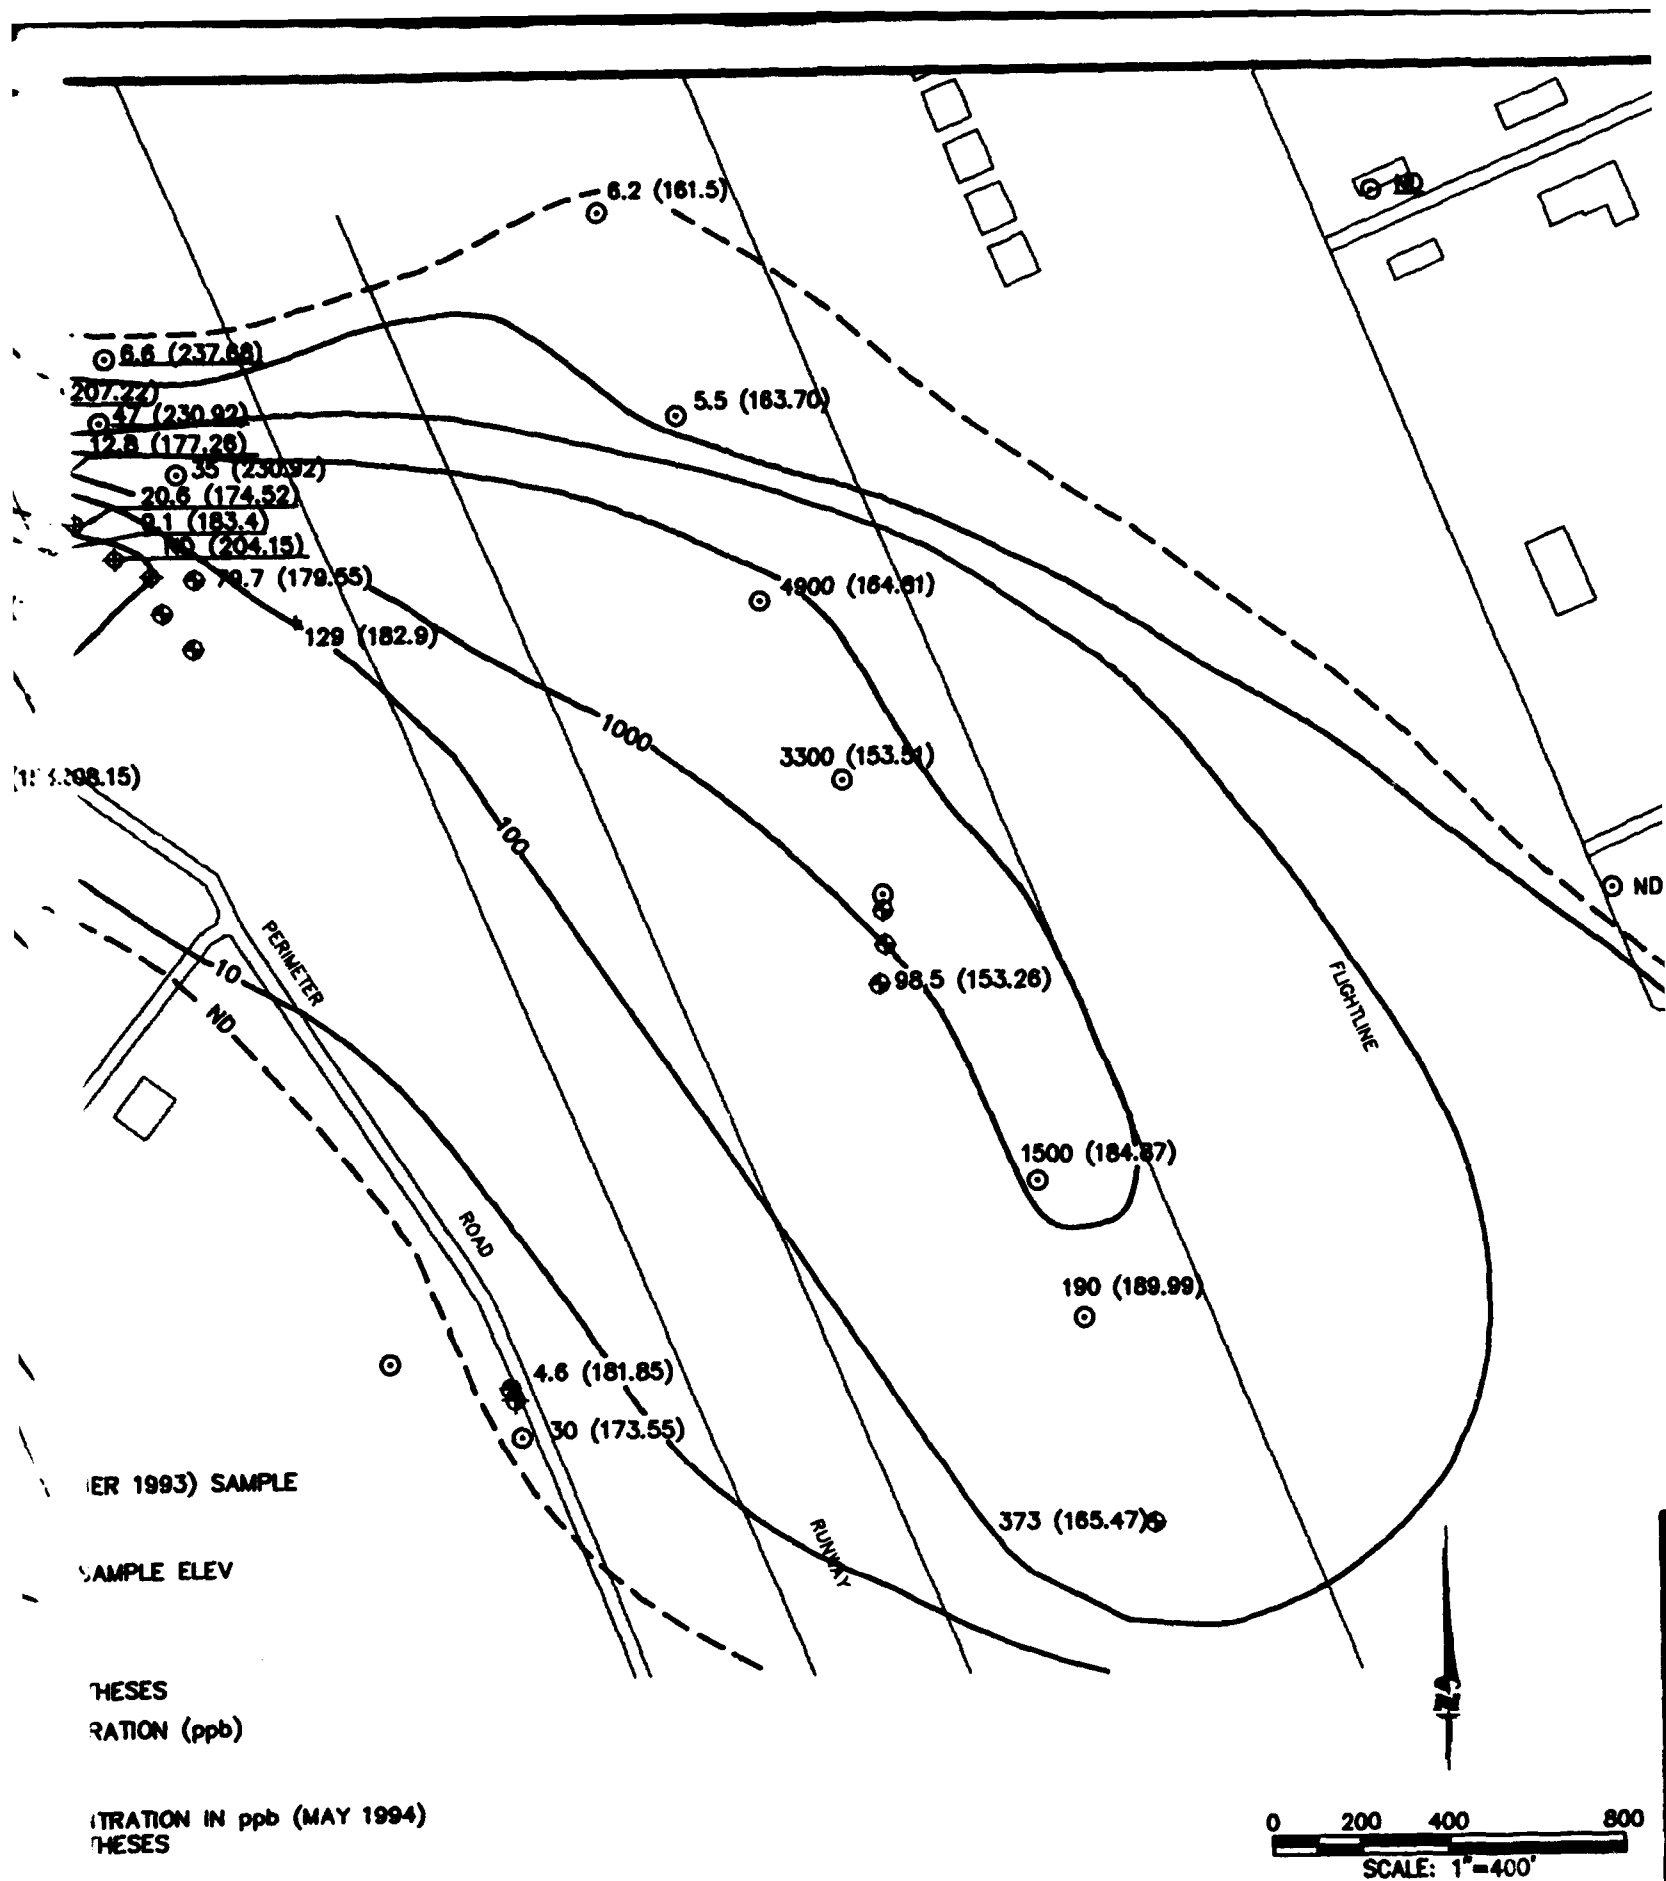 6.2 (161.5)
ND
6.6 (237.68)
207.22)
47 (230.92)
5.5 (163.70)
12.8 (177.26)
35 (230.92)
20.6 (174.52)
9.1 (183.4)
ND (204.15)
79.7 (179.55)
4900 (164.61)
129 (182.9)
1000
3300 (153.51)
208.15)
100
ND
PERIMETER
10
98.5 (153.26)
FLIGHTLINE
ND
1500 (184.87)
ROAD
190 (189.99)
4.6 (181.85)
30 (173.55)
ER 1993) SAMPLE
373 (165.47)
RUNWAY
AMPLE ELEV
HESES
RATION (ppb)
TRATION IN ppb (MAY 1994)
HESES
0 200 400 800
SCALE: 1"=400'